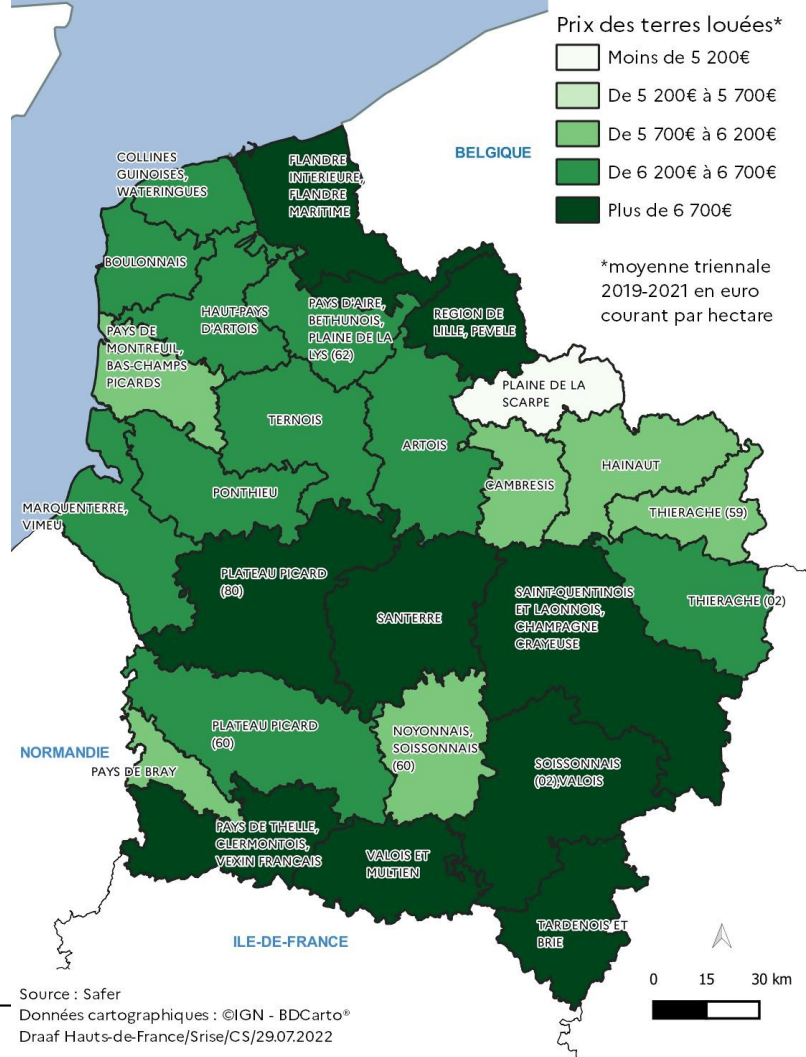 Prix des terres louées*
Moins de 5 200€
De 5 200€ à 5 700€
De 5 700€ à 6 200€
De 6 200€ à 6 700€
Plus de 6 700€
*moyenne triennale
2019-2021 en euro
courant par hectare
BELGIQUE
COLLINES
GUINOISES,
WATERINGUES
FLANDRE
INTERIEURE,
FLANDRE
MARITIME
BOULONNAIS
HAUT-PAYS
D'ARTOIS
PAYS D'AIRE,
BETHUNOIS,
PLAINE DE LA
LYS (62)
REGION DE
LILLE, PEVELE
PAYS DE
MONTREUIL,
BAS-CHAMPS
PICARDS
PLAINE DE LA
SCARPE
TERNOIS
ARTOIS
HAINAUT
CAMBRESIS
PONTHIEU
MARQUENTERRE,
VIMEU
THIERACHE (59)
PLATEAU PICARD
(80)
SANTERRE
SAINT-QUENTINOIS
ET LAONNOIS,
CHAMPAGNE
CRAYEUSE
THIERACHE (02)
PLATEAU PICARD
(60)
NOYONNAIS,
SOISSONNAIS
(60)
NORMANDIE
PAYS DE BRAY
SOISSONNAIS
(02),VALOIS
PAYS DE THELLE,
CLERMONTOIS,
VEXIN FRANCAIS
VALOIS ET
MULTIEN
TARDENOIS ET
BRIE
ILE-DE-FRANCE
0 15 30 km
Source : Safer
Données cartographiques : ©IGN - BDCarto®
Draaf Hauts-de-France/Srise/CS/29.07.2022